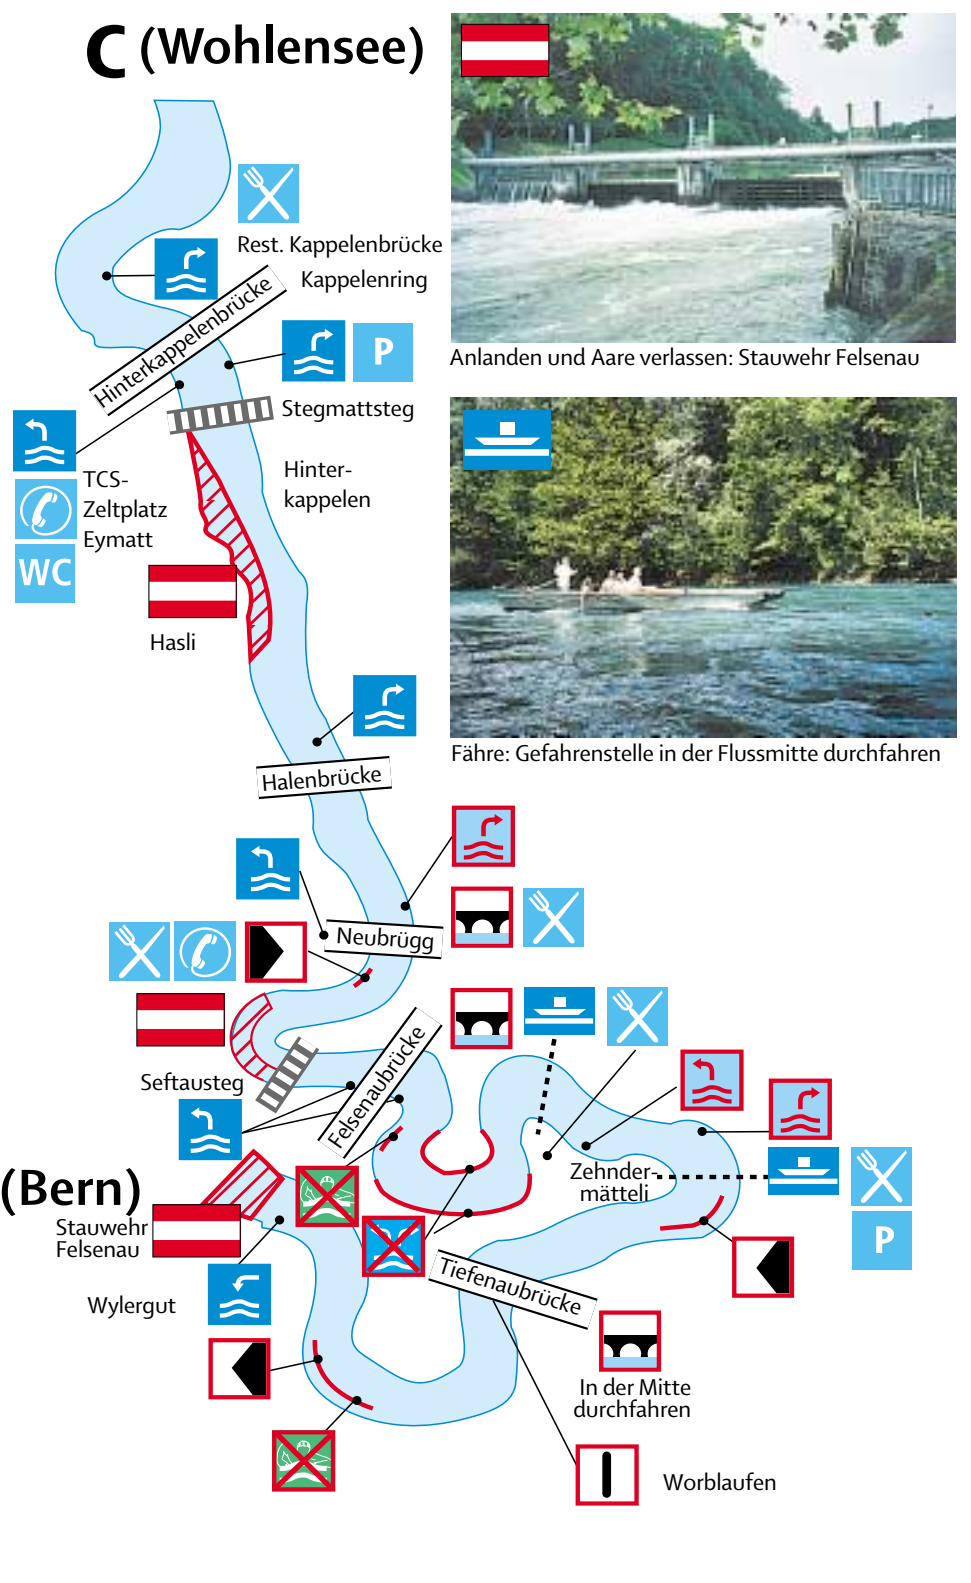 C (Wohlensee)
Rest. Kappelenbrücke
Kappelenring
Hinterkappelenbrücke
P
Anlanden und Aare verlassen: Stauwehr Felsenau
Stegmattsteg
TCS-
Zeltplatz
Eymatt
WC
Hinter-
kappelen
Hasli
Fähre: Gefahrenstelle in der Flussmitte durchfahren
Halenbrücke
Neubrügg
Seftausteg
Felsenaubrücke
(Bern)
Stauwehr
Felsenau
Zehnder-
mätteli
P
Wylergut
Tiefenaubrücke
In der Mitte
durchfahren
Worblaufen